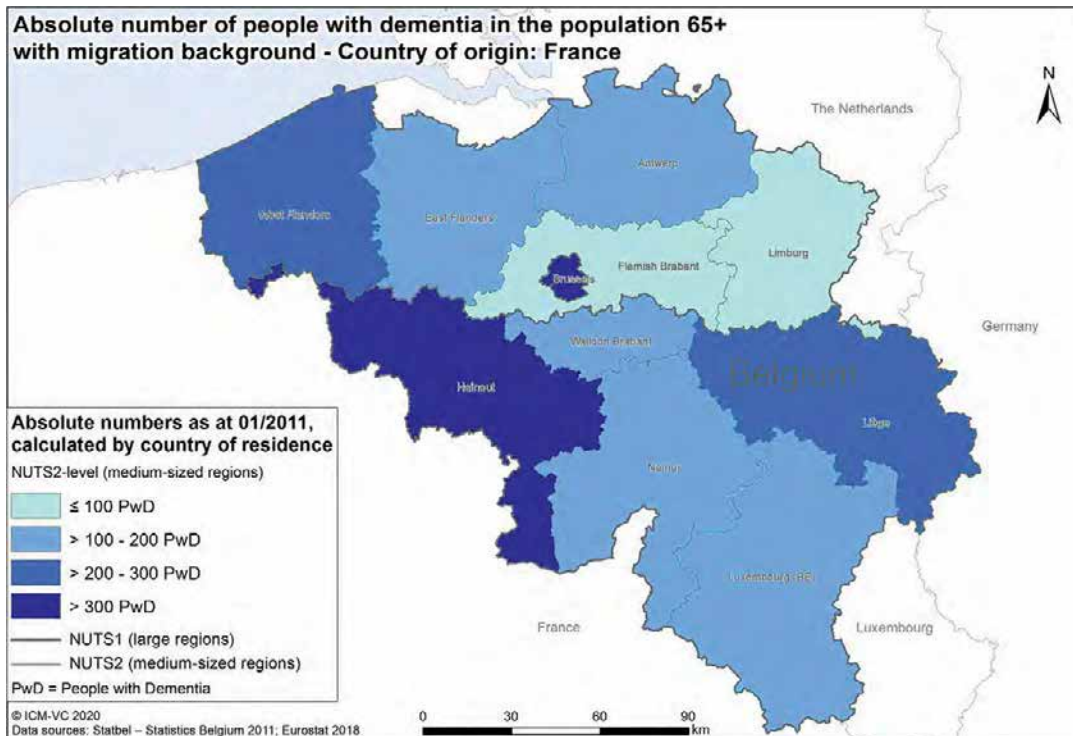 Absolute number of people with dementia in the population 65+
with migration background - Country of origin: France
N
The Netherlands
Antwerp
West Flanders
East Flanders
Limburg
Flemish Brabant
Brussels
Germany
Walloon Brabant
Belgium
Hainaut
Liège
Namur
Luxembourg (BE)
France
Luxembourg
Absolute numbers as at 01/2011,
calculated by country of residence
NUTS2-level (medium-sized regions)
≤ 100 PwD
> 100 - 200 PwD
> 200 - 300 PwD
> 300 PwD
NUTS1 (large regions)
NUTS2 (medium-sized regions)
PwD = People with Dementia
© ICM-VC 2020
Data sources: Statbel – Statistics Belgium 2011; Eurostat 2018
0 30 60 90
km